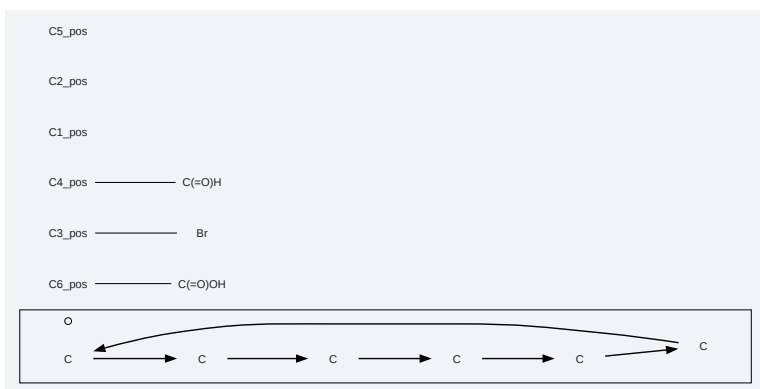 C5_pos
C2_pos
C1_pos
C4_pos C(=O)H
C3_pos Br
C6_pos C(=O)OH
O
C C C C C C